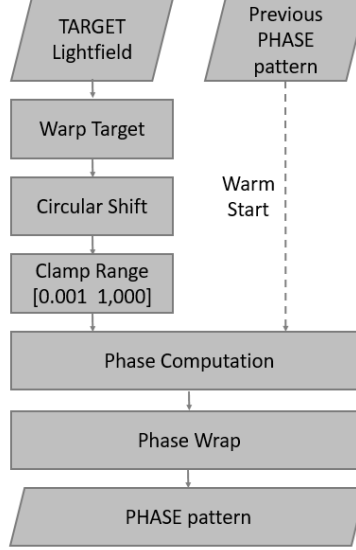 TARGET
Lightfield
Previous
PHASE
pattern
Warp Target
Circular Shift
Warm
Start
Clamp Range
[0.001  1,000]
Phase Computation
Phase Wrap
PHASE pattern